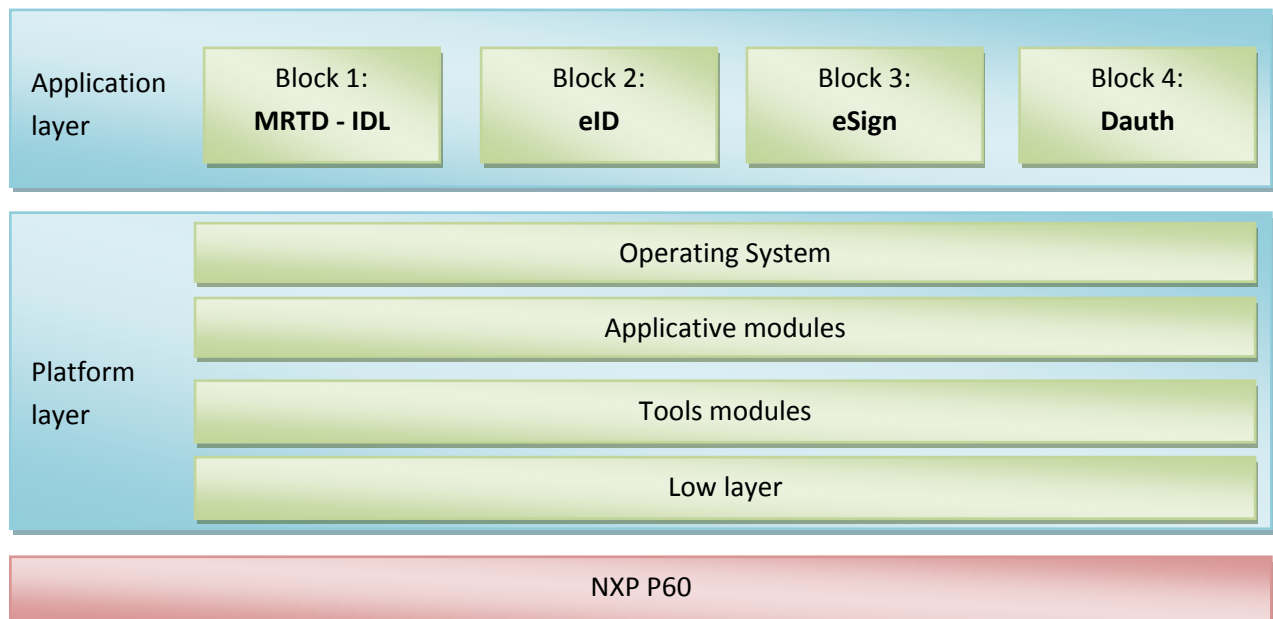 Application
layer
Block 1:
MRTD - IDL
Block 2:
eID
Block 3:
eSign
Block 4:
Dauth
Platform
layer
Operating System
Applicative modules
Tools modules
Low layer
NXP P60